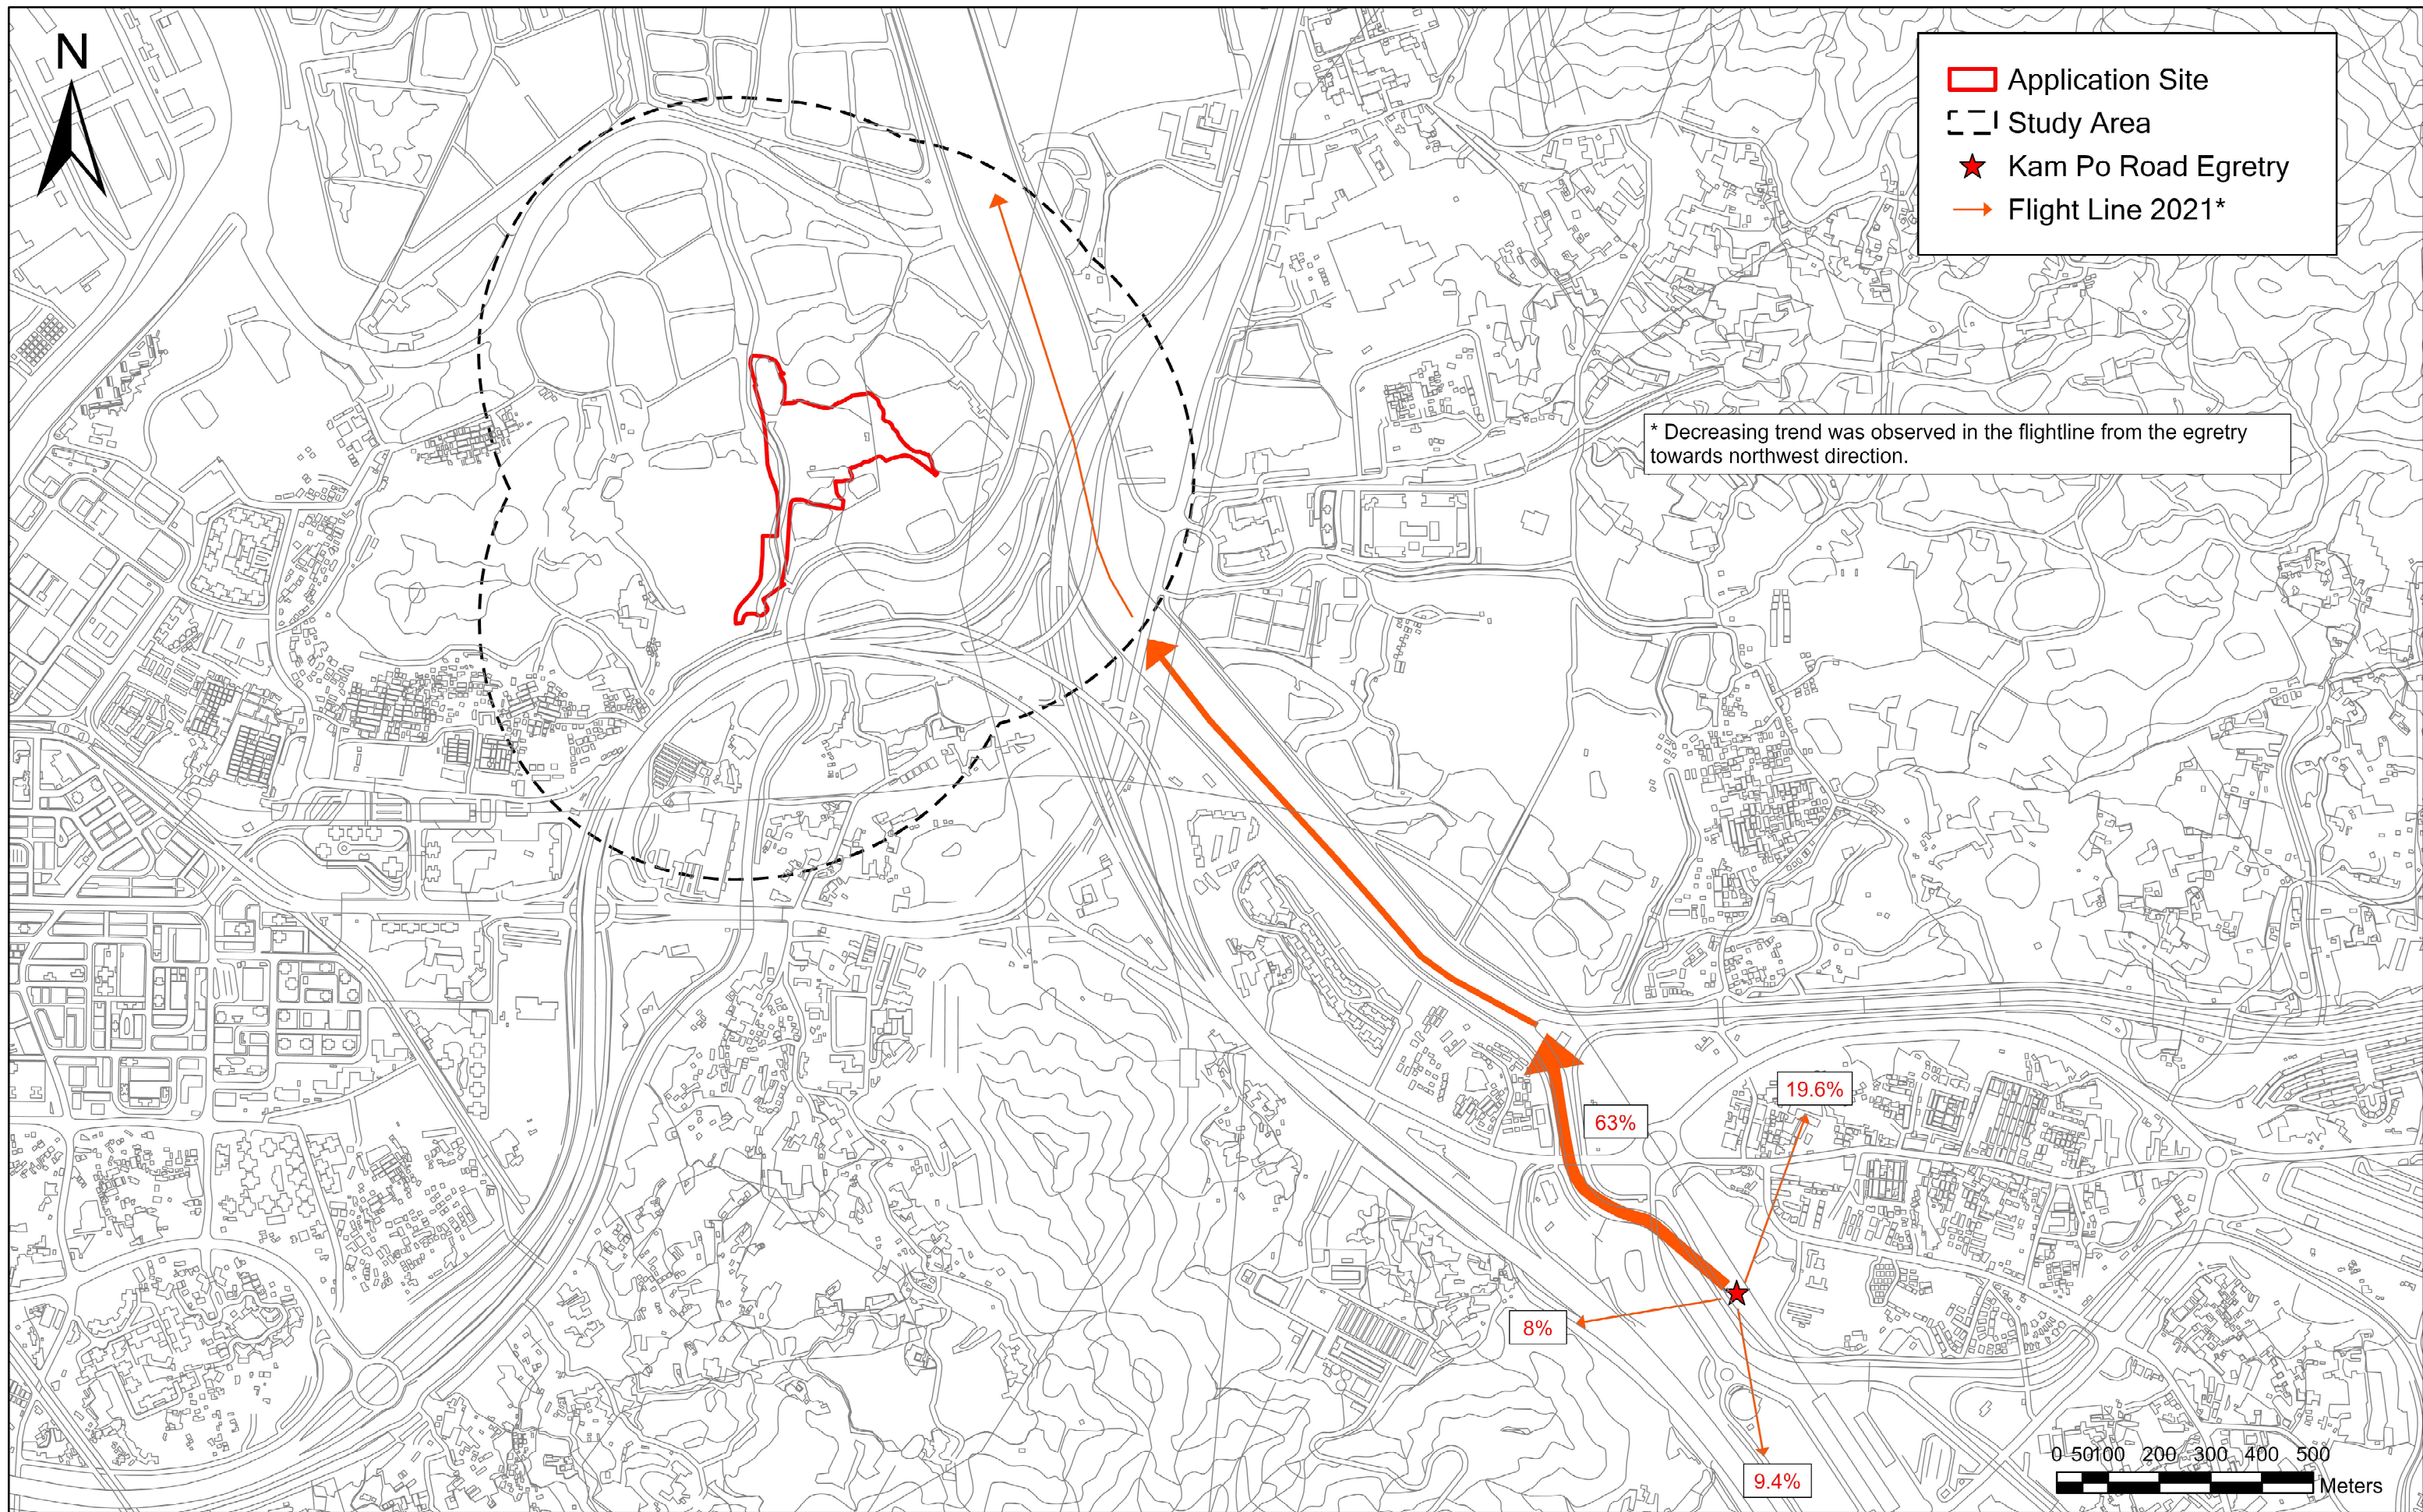 N
Application Site
Study Area
Kam Po Road Egretry
Flight Line 2021*
* Decreasing trend was observed in the flightline from the egretry
towards northwest direction.
19.6%
63%
8%
9.4%
0 50100 200 300 400 500
Meters